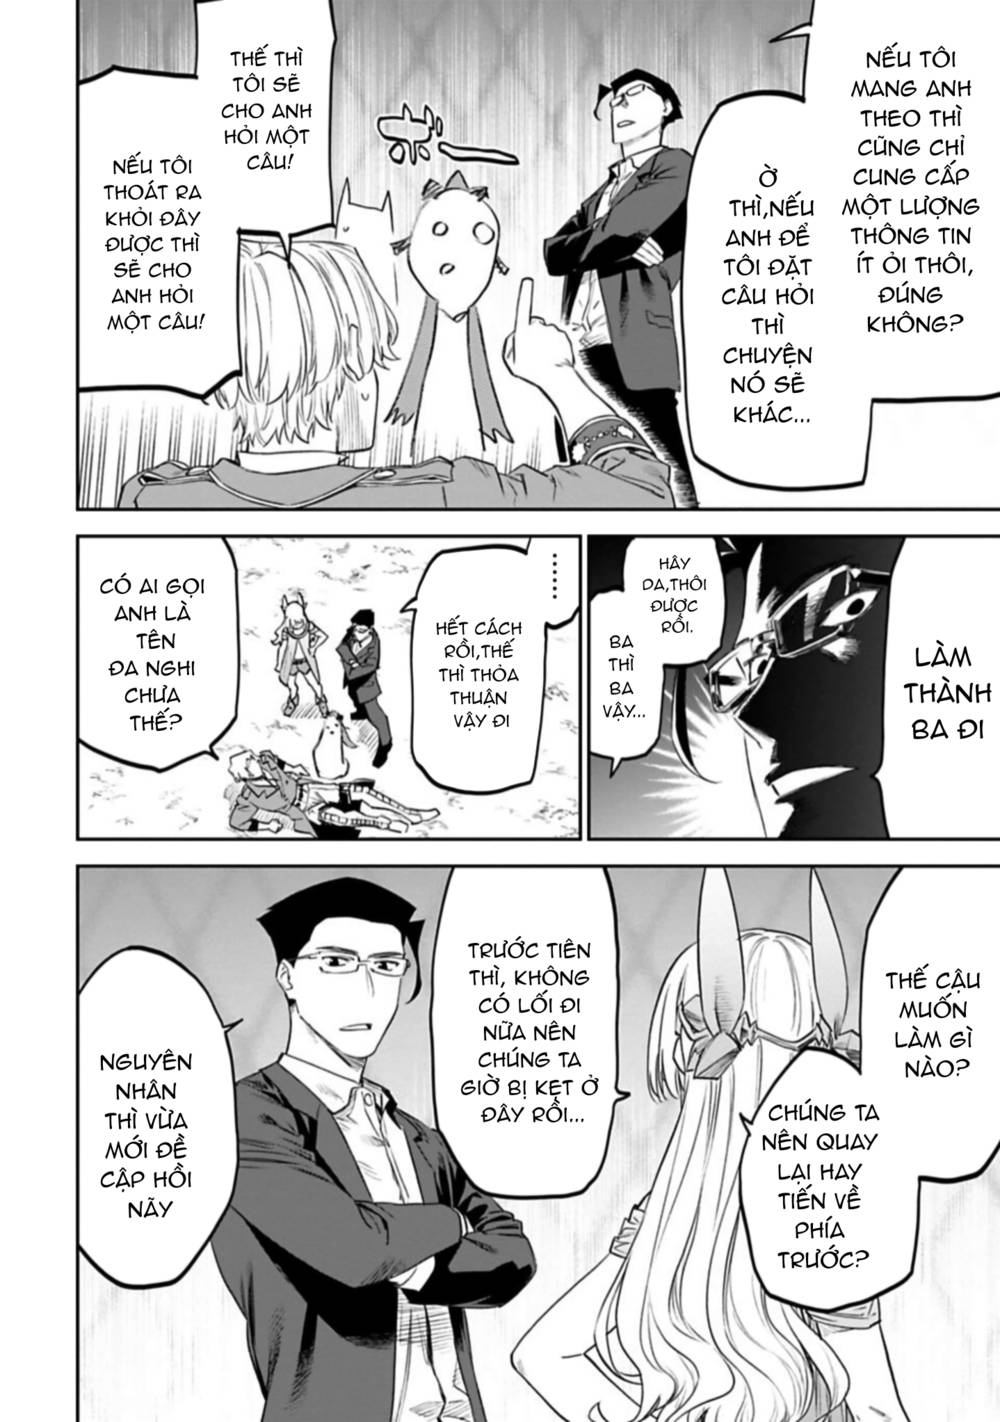 NẾU TÔI
MANG ANH
THEO THÌ
CŨNG CHỈ
CUNG CẤP
MỘT LƯỢNG
THÔNG TIN
ÍT ỎI THÔI,
ĐÚNG
KHÔNG?
Ờ
THÌ,NẾU
ANH ĐỂ
TÔI ĐẶT
CÂU HỎI
THÌ
CHUYỆN
NÓ SẼ
KHÁC...
ボー
THẾ THÌ
TÔI SẼ
CHO ANH
HỎI MỘT
CÂU!
NẾU TÔI
THOÁT RA
KHỎI ĐÂY
ĐƯỢC THÌ
SẼ CHO
ANH HỎI
MỘT CÂU!
LÀM
THÀNH
BA ĐI
HÂY
DA,THÔI
ĐƯỢC
RỒI.
BA
THÌ
BA
VẬY...
......
HẾT CÁCH
RỒI,THẾ
THÌ THỎA
THUẬN
VẬY ĐI
CÓ AI GỌI
ANH LÀ
TÊN
ĐA NGHI
CHƯA
THẾ?
THẾ CẬU
MUỐN
LÀM GÌ
NÀO?
CHÚNG TA
NÊN QUAY
LẠI HAY
TIẾN VỀ
PHÍA
TRƯỚC?
TRƯỚC TIÊN
THÌ, KHÔNG
CÓ LỐI ĐI
NỮA NÊN
CHÚNG TA
GIỜ BỊ KẸT Ở
ĐÂY RỒI...
NGUYÊN
NHÂN
THÌ VỪA
MỚI ĐỀ
CẬP HỒI
NÃY